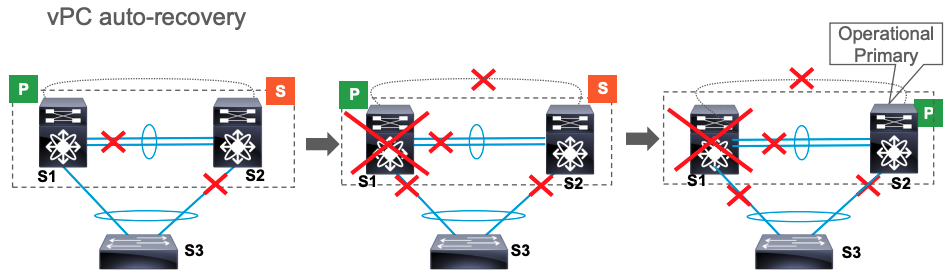 vPC auto-recovery
Operational
Primary
P
S
S1
S2
S3
P
S
S1
S2
S3
P
S1
S2
S3